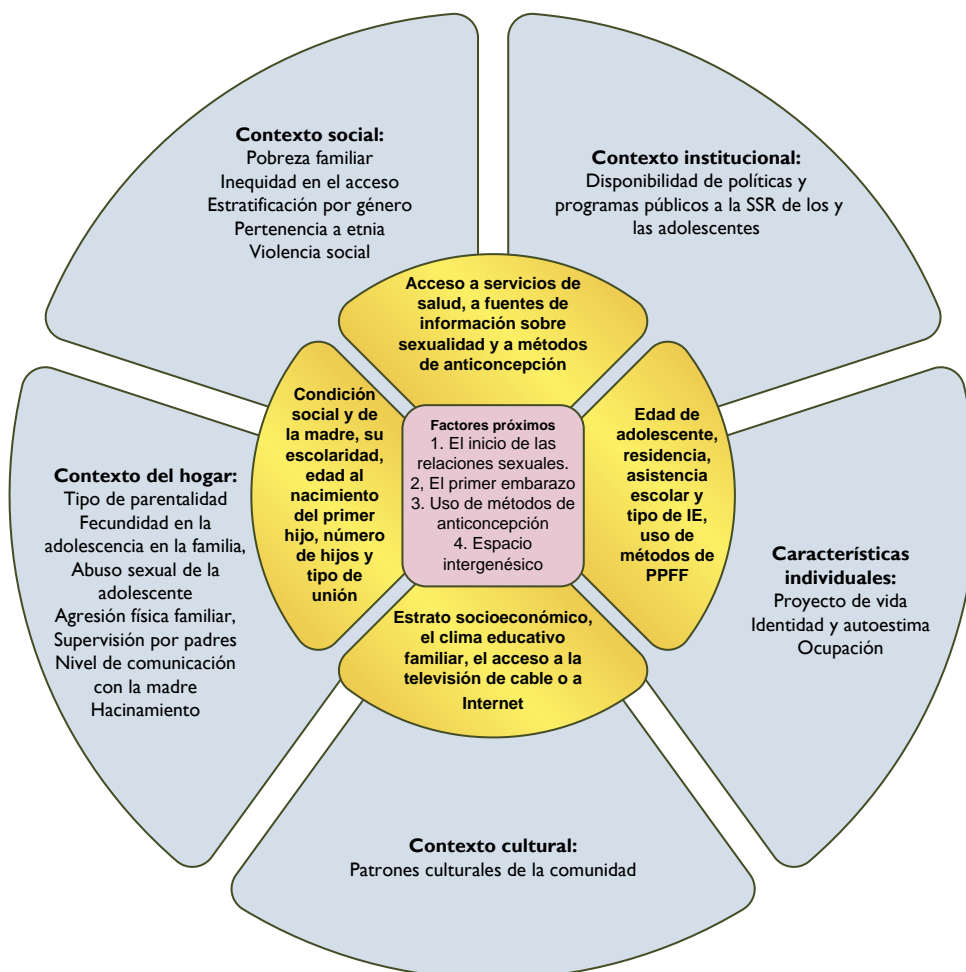 Contexto social:
Pobreza familiar
Inequidad en el acceso
Estratificación por género
Pertenencia a etnia
Violencia social
Contexto institucional:
Disponibilidad de políticas y
programas públicos a la SSR de los y
las adolescentes
Acceso a servicios de
salud, a fuentes de
información sobre
sexualidad y a métodos
de anticoncepción
Condición
social y de
la madre, su
escolaridad,
edad al
nacimiento
del primer
hijo, número
de hijos y
tipo de
unión
Factores próximos
1. El inicio de las
relaciones sexuales.
2, El primer embarazo
3. Uso de métodos de
anticoncepción
4. Espacio
intergenésico
Edad de
adolescente,
residencia,
asistencia
escolar y
tipo de IE,
uso de
métodos de
PPFF
Estrato socioeconómico,
el clima educativo
familiar, el acceso a la
televisión de cable o a
Internet
Contexto del hogar:
Tipo de parentalidad
Fecundidad en la
adolescencia en la familia,
Abuso sexual de la
adolescente
Agresión física familiar,
Supervisión por padres
Nivel de comunicación
con la madre
Hacinamiento
Características
individuales:
Proyecto de vida
Identidad y autoestima
Ocupación
Contexto cultural:
Patrones culturales de la comunidad